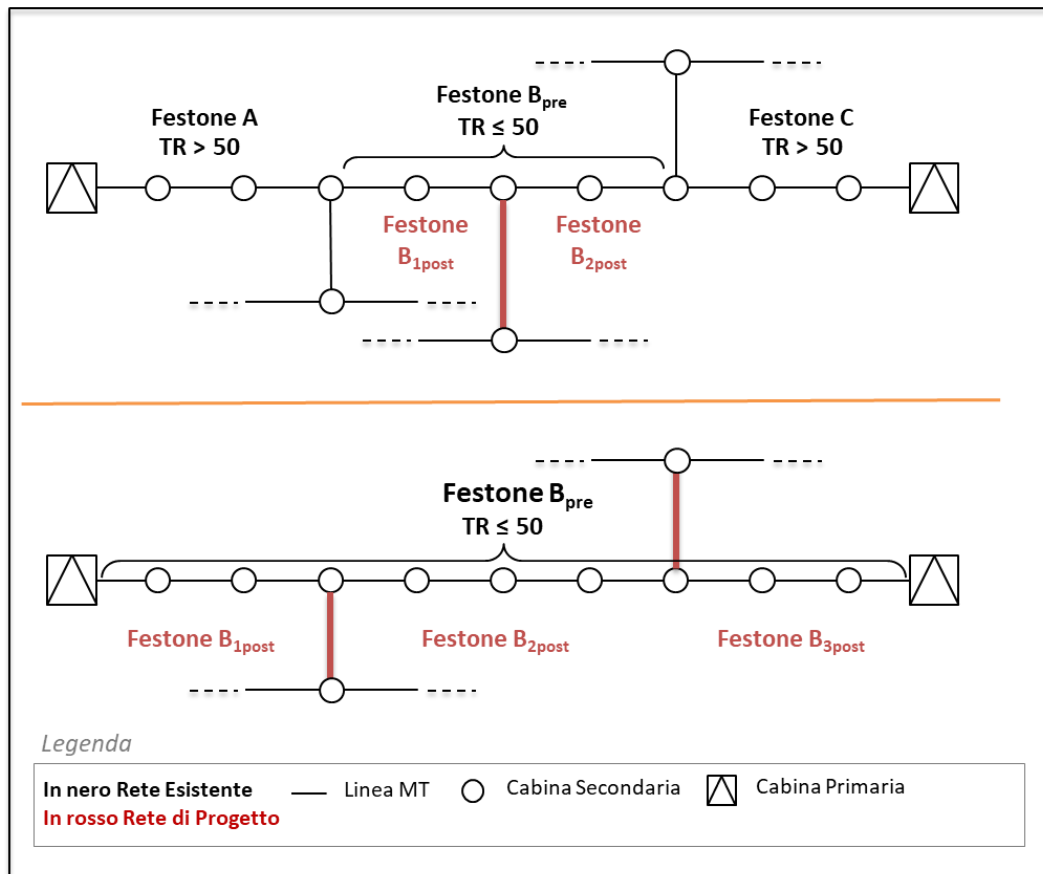 Festone A
TR > 50
Festone Bpre
TR ≤ 50
Festone C
TR > 50
Festone
B1post
Festone
B2post
Festone Bpre
TR ≤ 50
Festone B1post
Festone B2post
Festone B3post
Legenda
In nero Rete Esistente
Linea MT
Cabina Secondaria
Cabina Primaria
In rosso Rete di Progetto